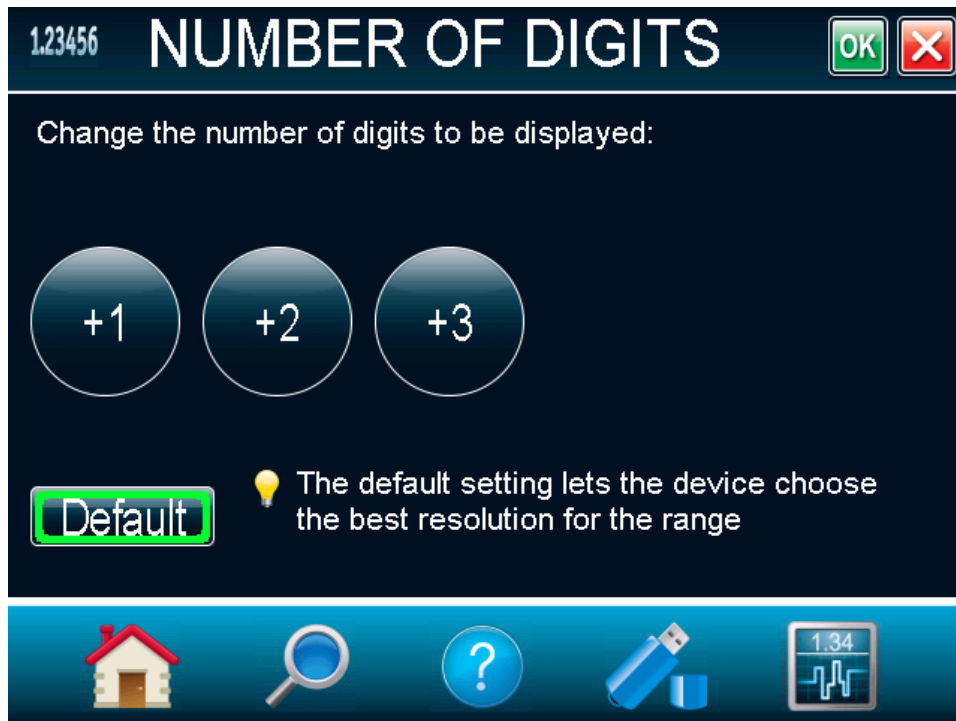 1.23456
NUMBER OF DIGITS
OK
Change the number of digits to be displayed:
+1
+2
+3
Default
The default setting lets the device choose
the best resolution for the range
?
1.34